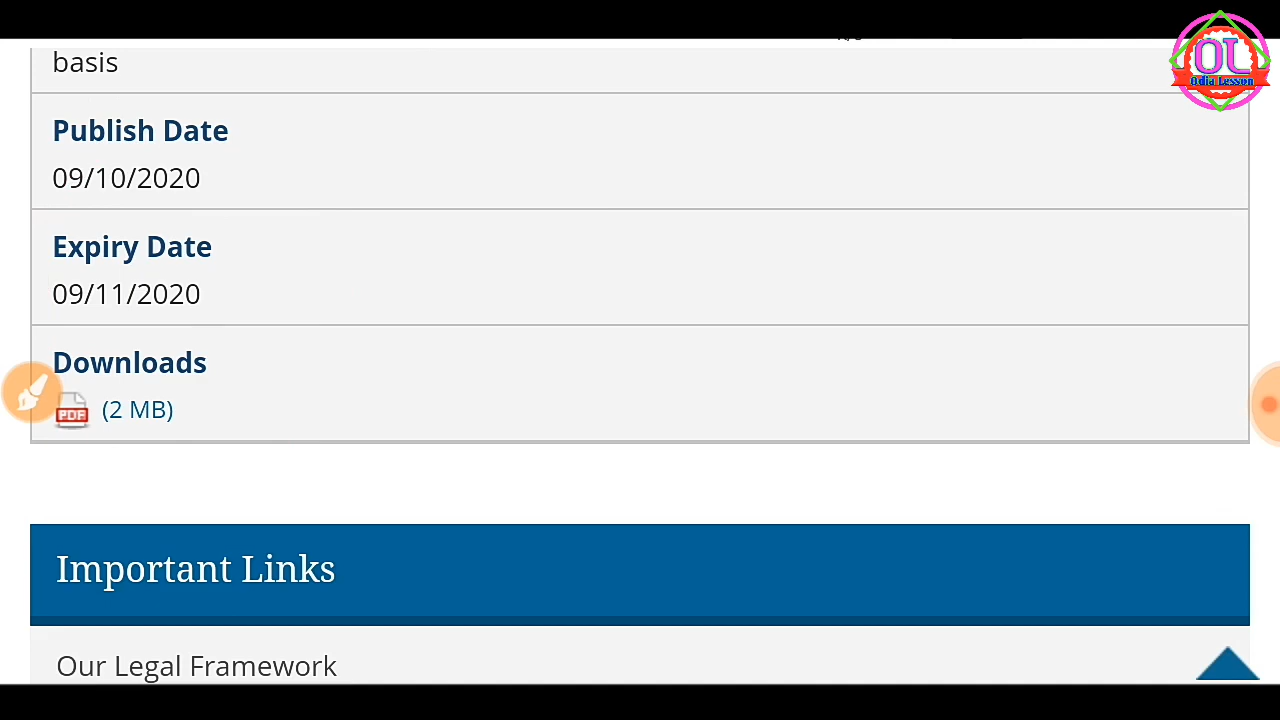 basis
Publish Date
09/10/2020
Expiry Date
09/11/2020
Downloads
PDF (2 MB)
Important Links
Our Legal Framework
OL
Odia Lesson